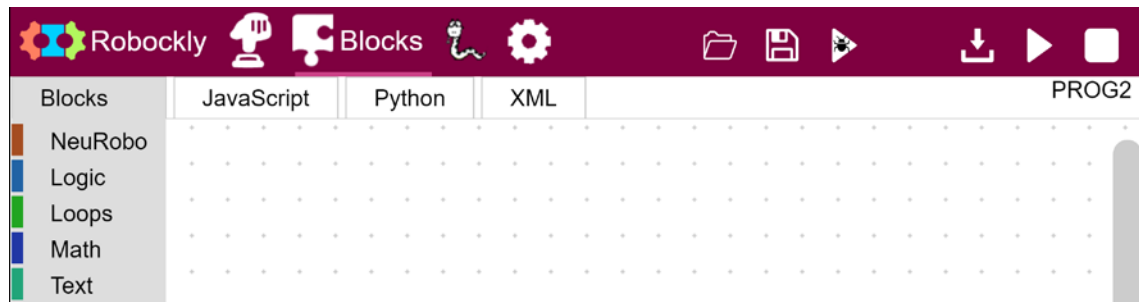 Robockly Blocks
Blocks JavaScript Python XML PROG2
NeuRobo
Logic
Loops
Math
Text